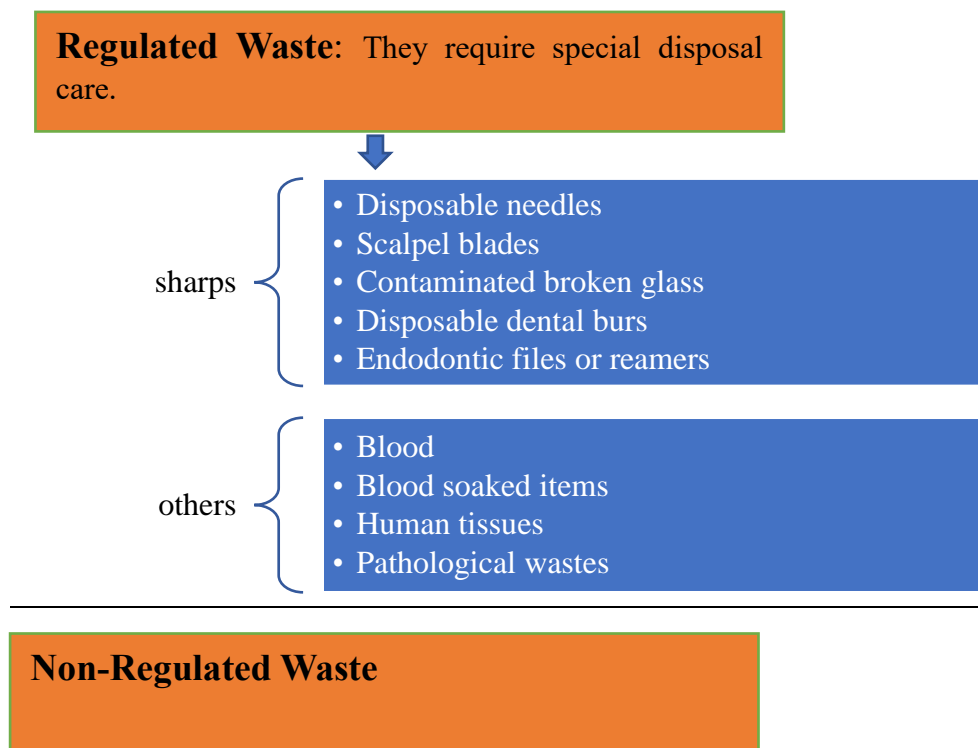 Regulated Waste: They require special disposal
care.
sharps
• Disposable needles
• Scalpel blades
• Contaminated broken glass
• Disposable dental burs
• Endodontic files or reamers
others
• Blood
• Blood soaked items
• Human tissues
• Pathological wastes
Non-Regulated Waste